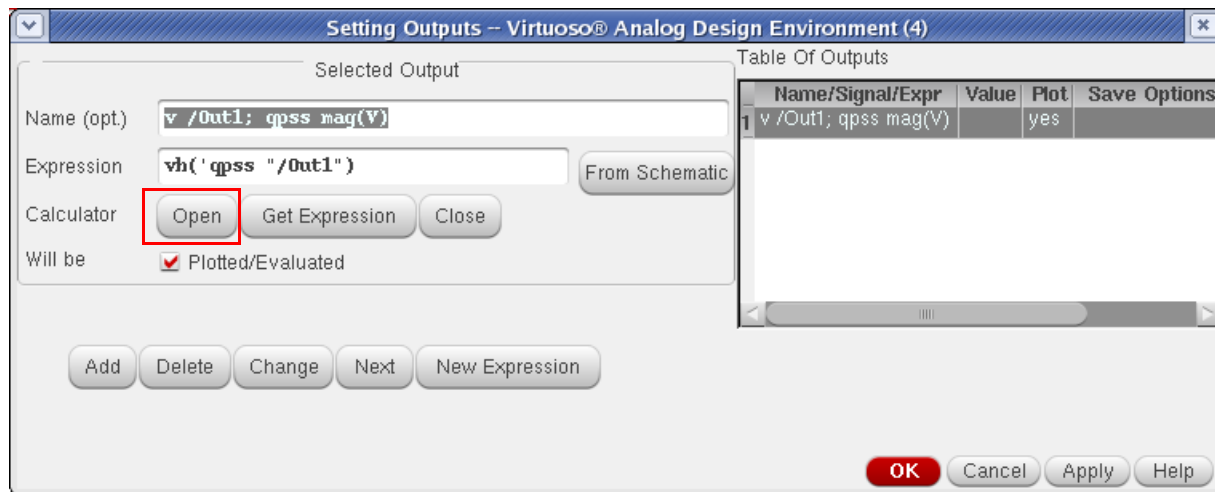 Setting Outputs -- Virtuoso® Analog Design Environment (4)
Selected Output
Name (opt.) v /Out1; qpss mag(V)
Expression vh('qpss "/Out1") From Schematic
Calculator Open Get Expression Close
Will be Plotted/Evaluated
Table Of Outputs
Name/Signal/Expr Value Plot Save Options
1 v /Out1; qpss mag(V) yes
Add Delete Change Next New Expression
OK Cancel Apply Help